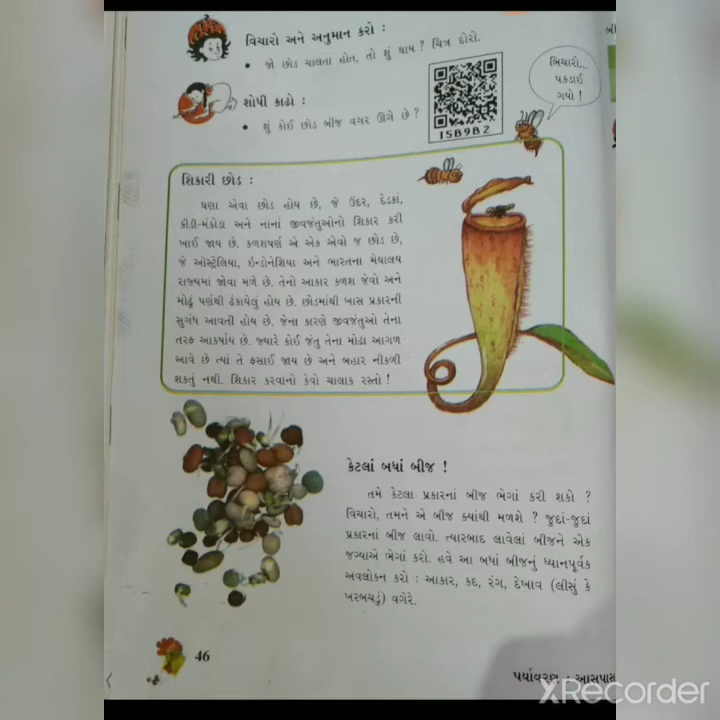 વિચારો અને અનુમાન કરો :
• જો છોડ ચાલતા હોત, તો શું થાય ? ચિત્ર દોરો.
શોધી કાઢો :
• શું કોઈ છોડ બીજ વગર ઊગે છે ?
I5B9B2
બિચારો...
પકડાઈ
ગયો !
શિકારી છોડ :
ઘણા એવા છોડ હોય છે, જે ઉંદર, દેડકાં,
કીડી-મંકોડા અને નાનાં જીવજંતુઓનો શિકાર કરી
ખાઈ જાય છે. કળશપર્ણ એ એક એવો જ છોડ છે,
જે ઑસ્ટ્રેલિયા, ઇન્ડોનેશિયા અને ભારતના મેઘાલય
રાજ્યમાં જોવા મળે છે. તેનો આકાર કળશ જેવો અને
મોઢું પર્ણથી ઢંકાયેલું હોય છે. છોડમાંથી ખાસ પ્રકારની
સુગંધ આવતી હોય છે. જેના કારણે જીવજંતુઓ તેના
તરફ આકર્ષાય છે. જ્યારે કોઈ જંતુ તેના મોઢા આગળ
આવે છે ત્યાં તે ફસાઈ જાય છે અને બહાર નીકળી
શકતું નથી. શિકાર કરવાનો કેવો ચાલાક રસ્તો !
કેટલાં બધાં બીજ !
તમે કેટલા પ્રકારનાં બીજ ભેગાં કરી શકો ?
વિચારો, તમને એ બીજ ક્યાંથી મળશે ? જુદાં-જુદાં
પ્રકારનાં બીજ લાવો. ત્યારબાદ લાવેલાં બીજને એક
જગ્યાએ ભેગાં કરો. હવે આ બધાં બીજનું ધ્યાનપૂર્વક
અવલોકન કરો : આકાર, કદ, રંગ, દેખાવ (લીસું કે
ખરબચડું) વગેરે.
46
પર્યાવરણ : આસપાસ
XRecorder